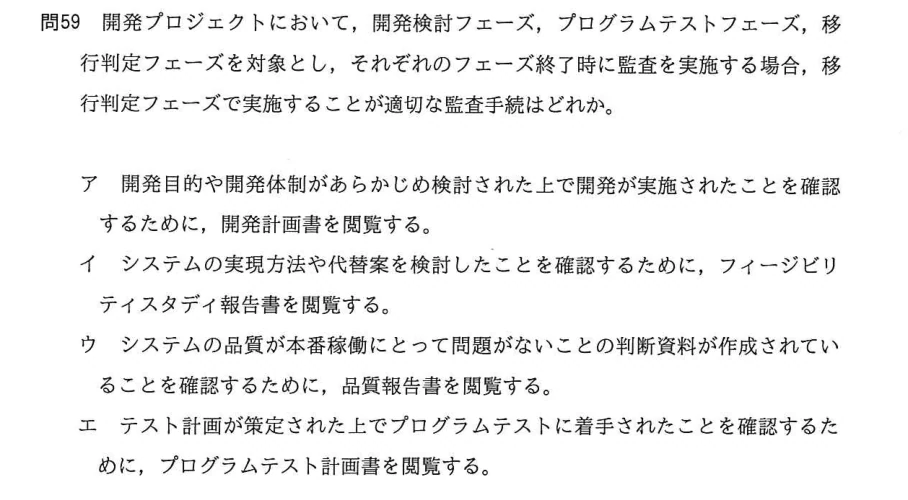 問59 開発プロジェクトにおいて，開発検討フェーズ，プログラムテストフェーズ，移
行判定フェーズを対象とし，それぞれのフェーズ終了時に監査を実施する場合，移
行判定フェーズで実施することが適切な監査手続はどれか。
ア 開発目的や開発体制があらかじめ検討された上で開発が実施されたことを確認
するために，開発計画書を閲覧する。
イ システムの実現方法や代替案を検討したことを確認するために，フィージビリ
ティスタディ報告書を閲覧する。
ウ システムの品質が本番稼働にとって問題がないことの判断資料が作成されてい
ることを確認するために，品質報告書を閲覧する。
エ テスト計画が策定された上でプログラムテストに着手されたことを確認するた
めに，プログラムテスト計画書を閲覧する。